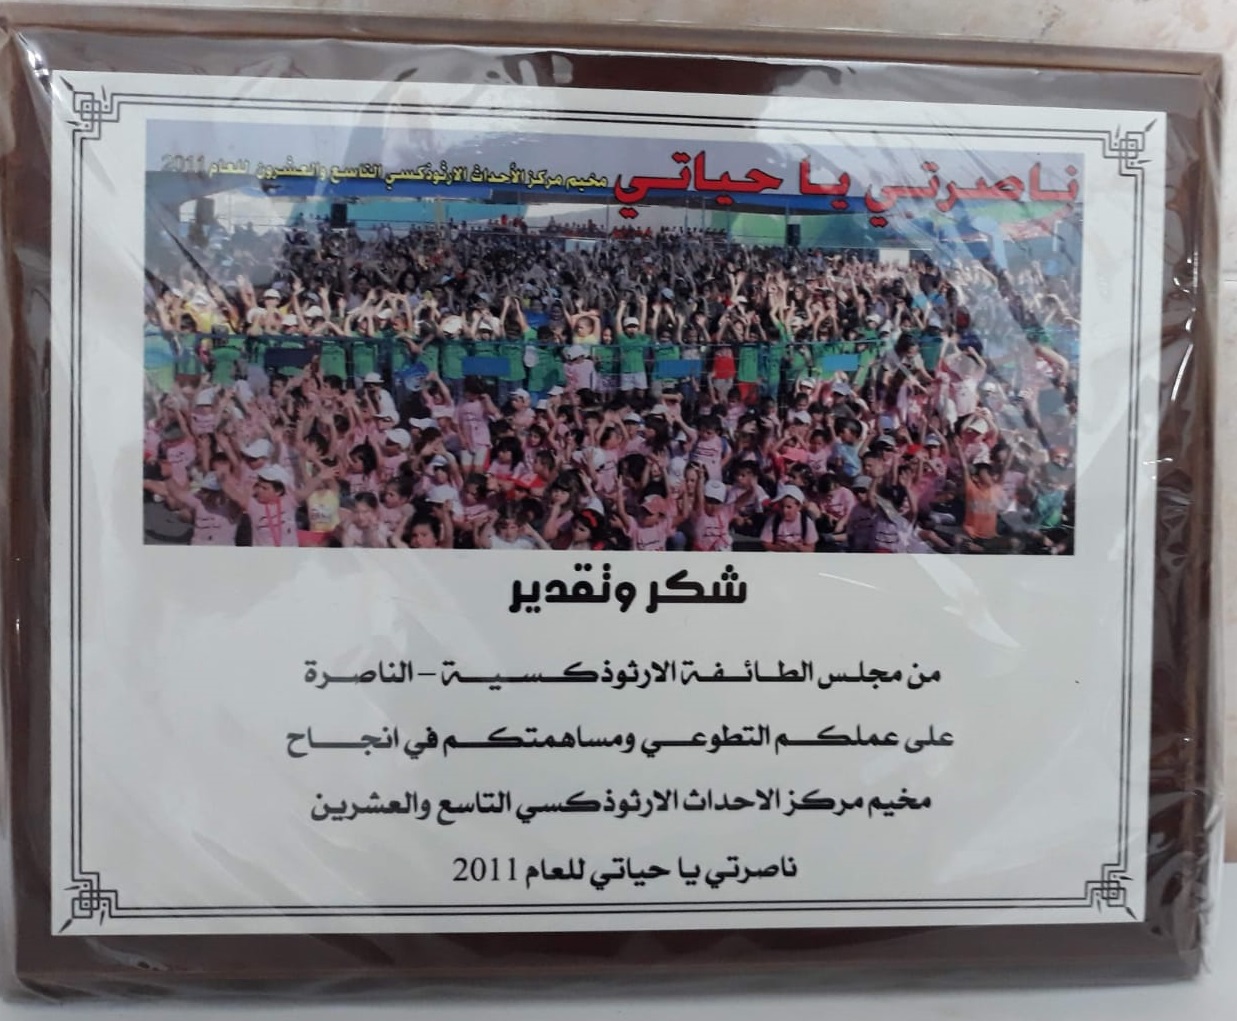 ناصرتي يا حياتي مخيم مركز الأحداث الارثوذكسي التاسع والعشرون للعام 2011
شكر وتقدير
من مجلس الطائفة الارثوذكسية - الناصرة
على عملكم التطوعي ومساهمتكم في انجاح
مخيم مركز الاحداث الارثوذكسي التاسع والعشرين
ناصرتي يا حياتي للعام 2011